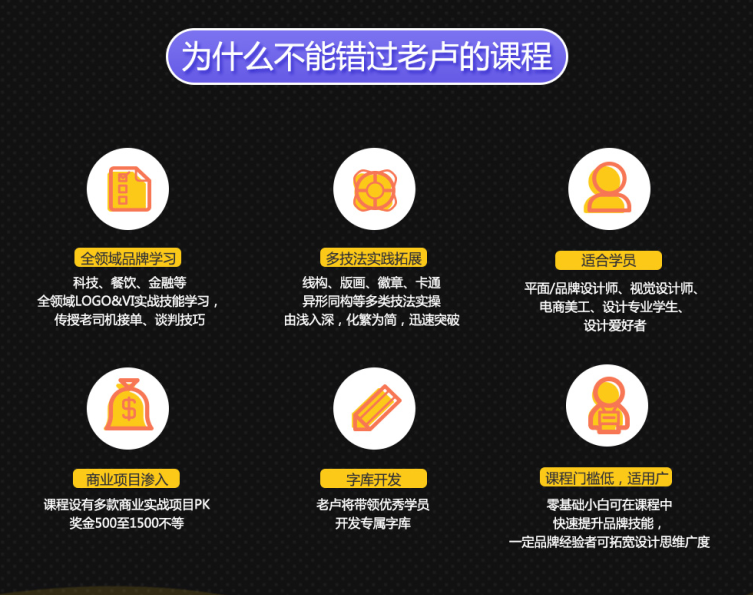 为什么不能错过老卢的课程
全领域品牌学习
科技、餐饮、金融等
全领域LOGO&VI实战技能学习，
传授老司机接单、谈判技巧
多技法实践拓展
线构、版画、徽章、卡通
异形同构等多类技法实操
由浅入深，化繁为简，迅速突破
适合学员
平面/品牌设计师、视觉设计师、
电商美工、设计专业学生、
设计爱好者
商业项目渗入
课程设有多款商业实战项目PK
奖金500至1500不等
字库开发
老卢将带领优秀学员
开发专属字库
课程门槛低，适用广
零基础小白可在课程中
快速提升品牌技能，
一定品牌经验者可拓宽设计思维广度